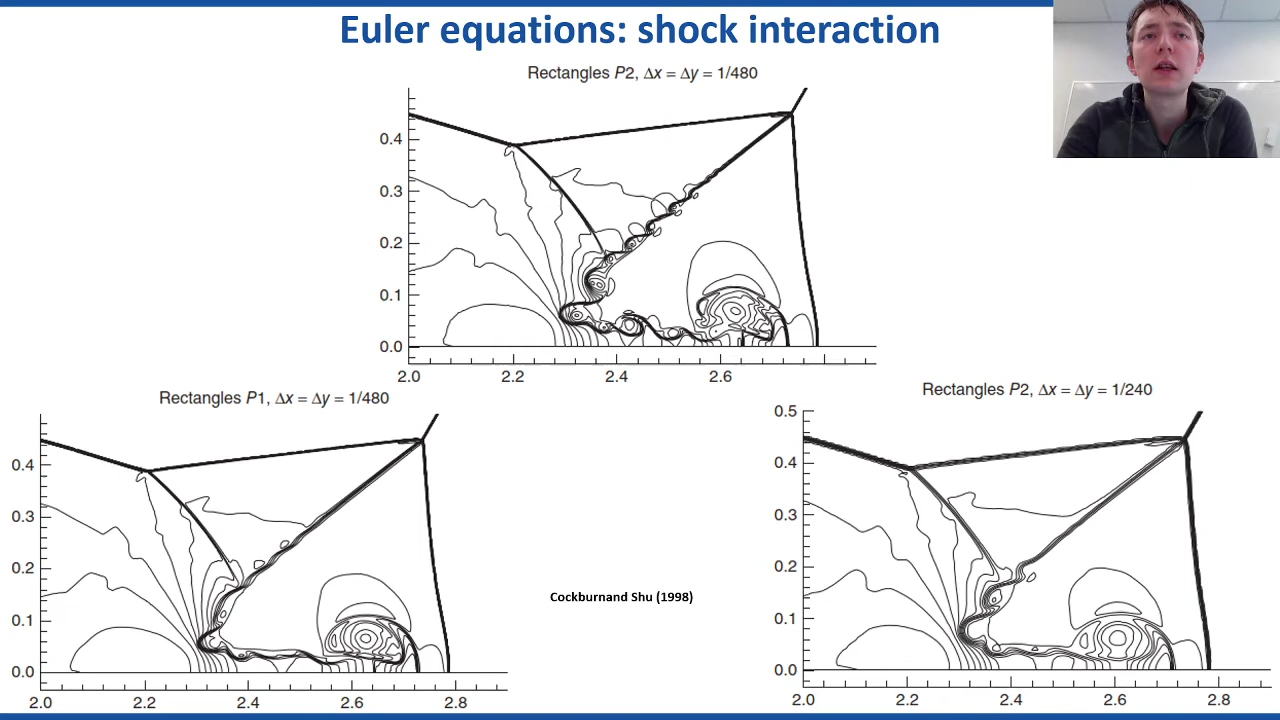 Euler equations: shock interaction
Rectangles P2, Δx = Δy = 1/480
0.4
0.3
0.2
0.1
0.0
2.0 2.2 2.4 2.6
Rectangles P1, Δx = Δy = 1/480
0.4
0.3
0.2
0.1
0.0
2.0 2.2 2.4 2.6 2.8
Cockburnand Shu (1998)
Rectangles P2, Δx = Δy = 1/240
0.5
0.4
0.3
0.2
0.1
0.0
2.0 2.2 2.4 2.6 2.8